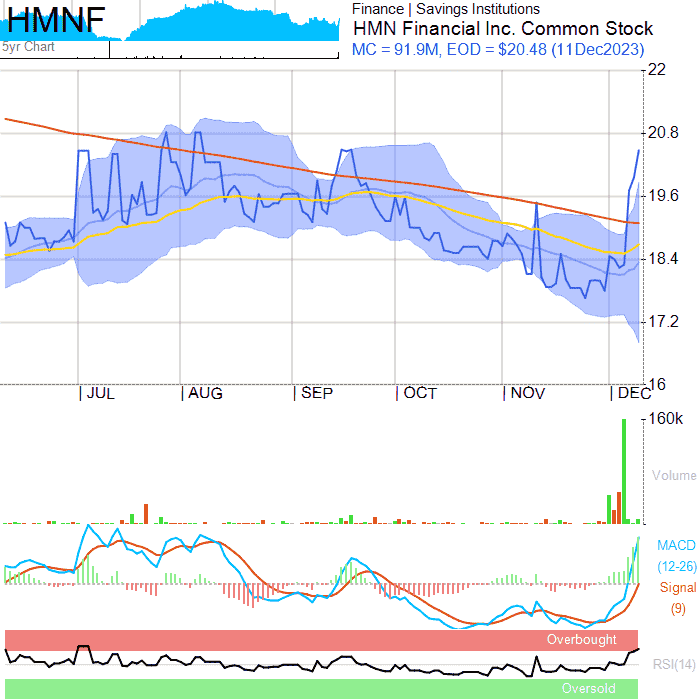 HMNF
5yr Chart
Finance | Savings Institutions
HMN Financial Inc. Common Stock
MC = 91.9M, EOD = $20.48 (11Dec2023)
22
20.8
19.6
18.4
17.2
16
JUL AUG SEP OCT NOV DEC
160k
Volume
MACD
(12-26)
Signal
(9)
Overbought
RSI(14)
Oversold